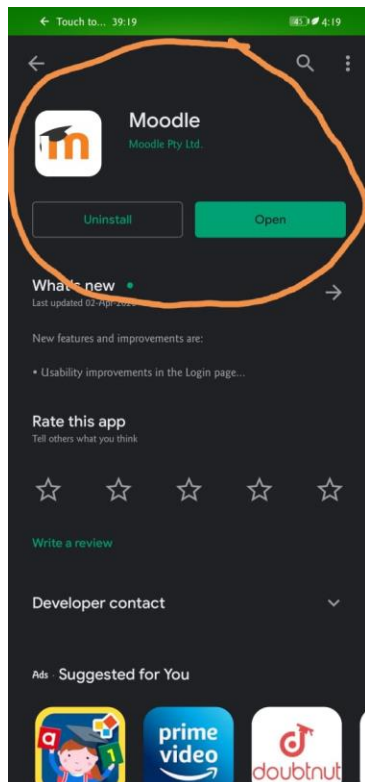 ← Touch to... 39:19 45 4:19
m
Moodle
Moodle Pty Ltd.
Uninstall Open
What's new
Last updated 02-Apr-2020
New features and improvements are:
• Usability improvements in the Login page...
Rate this app
Tell others what you think
Write a review
Developer contact
Ads · Suggested for You
a 1
prime
video
doubtnut